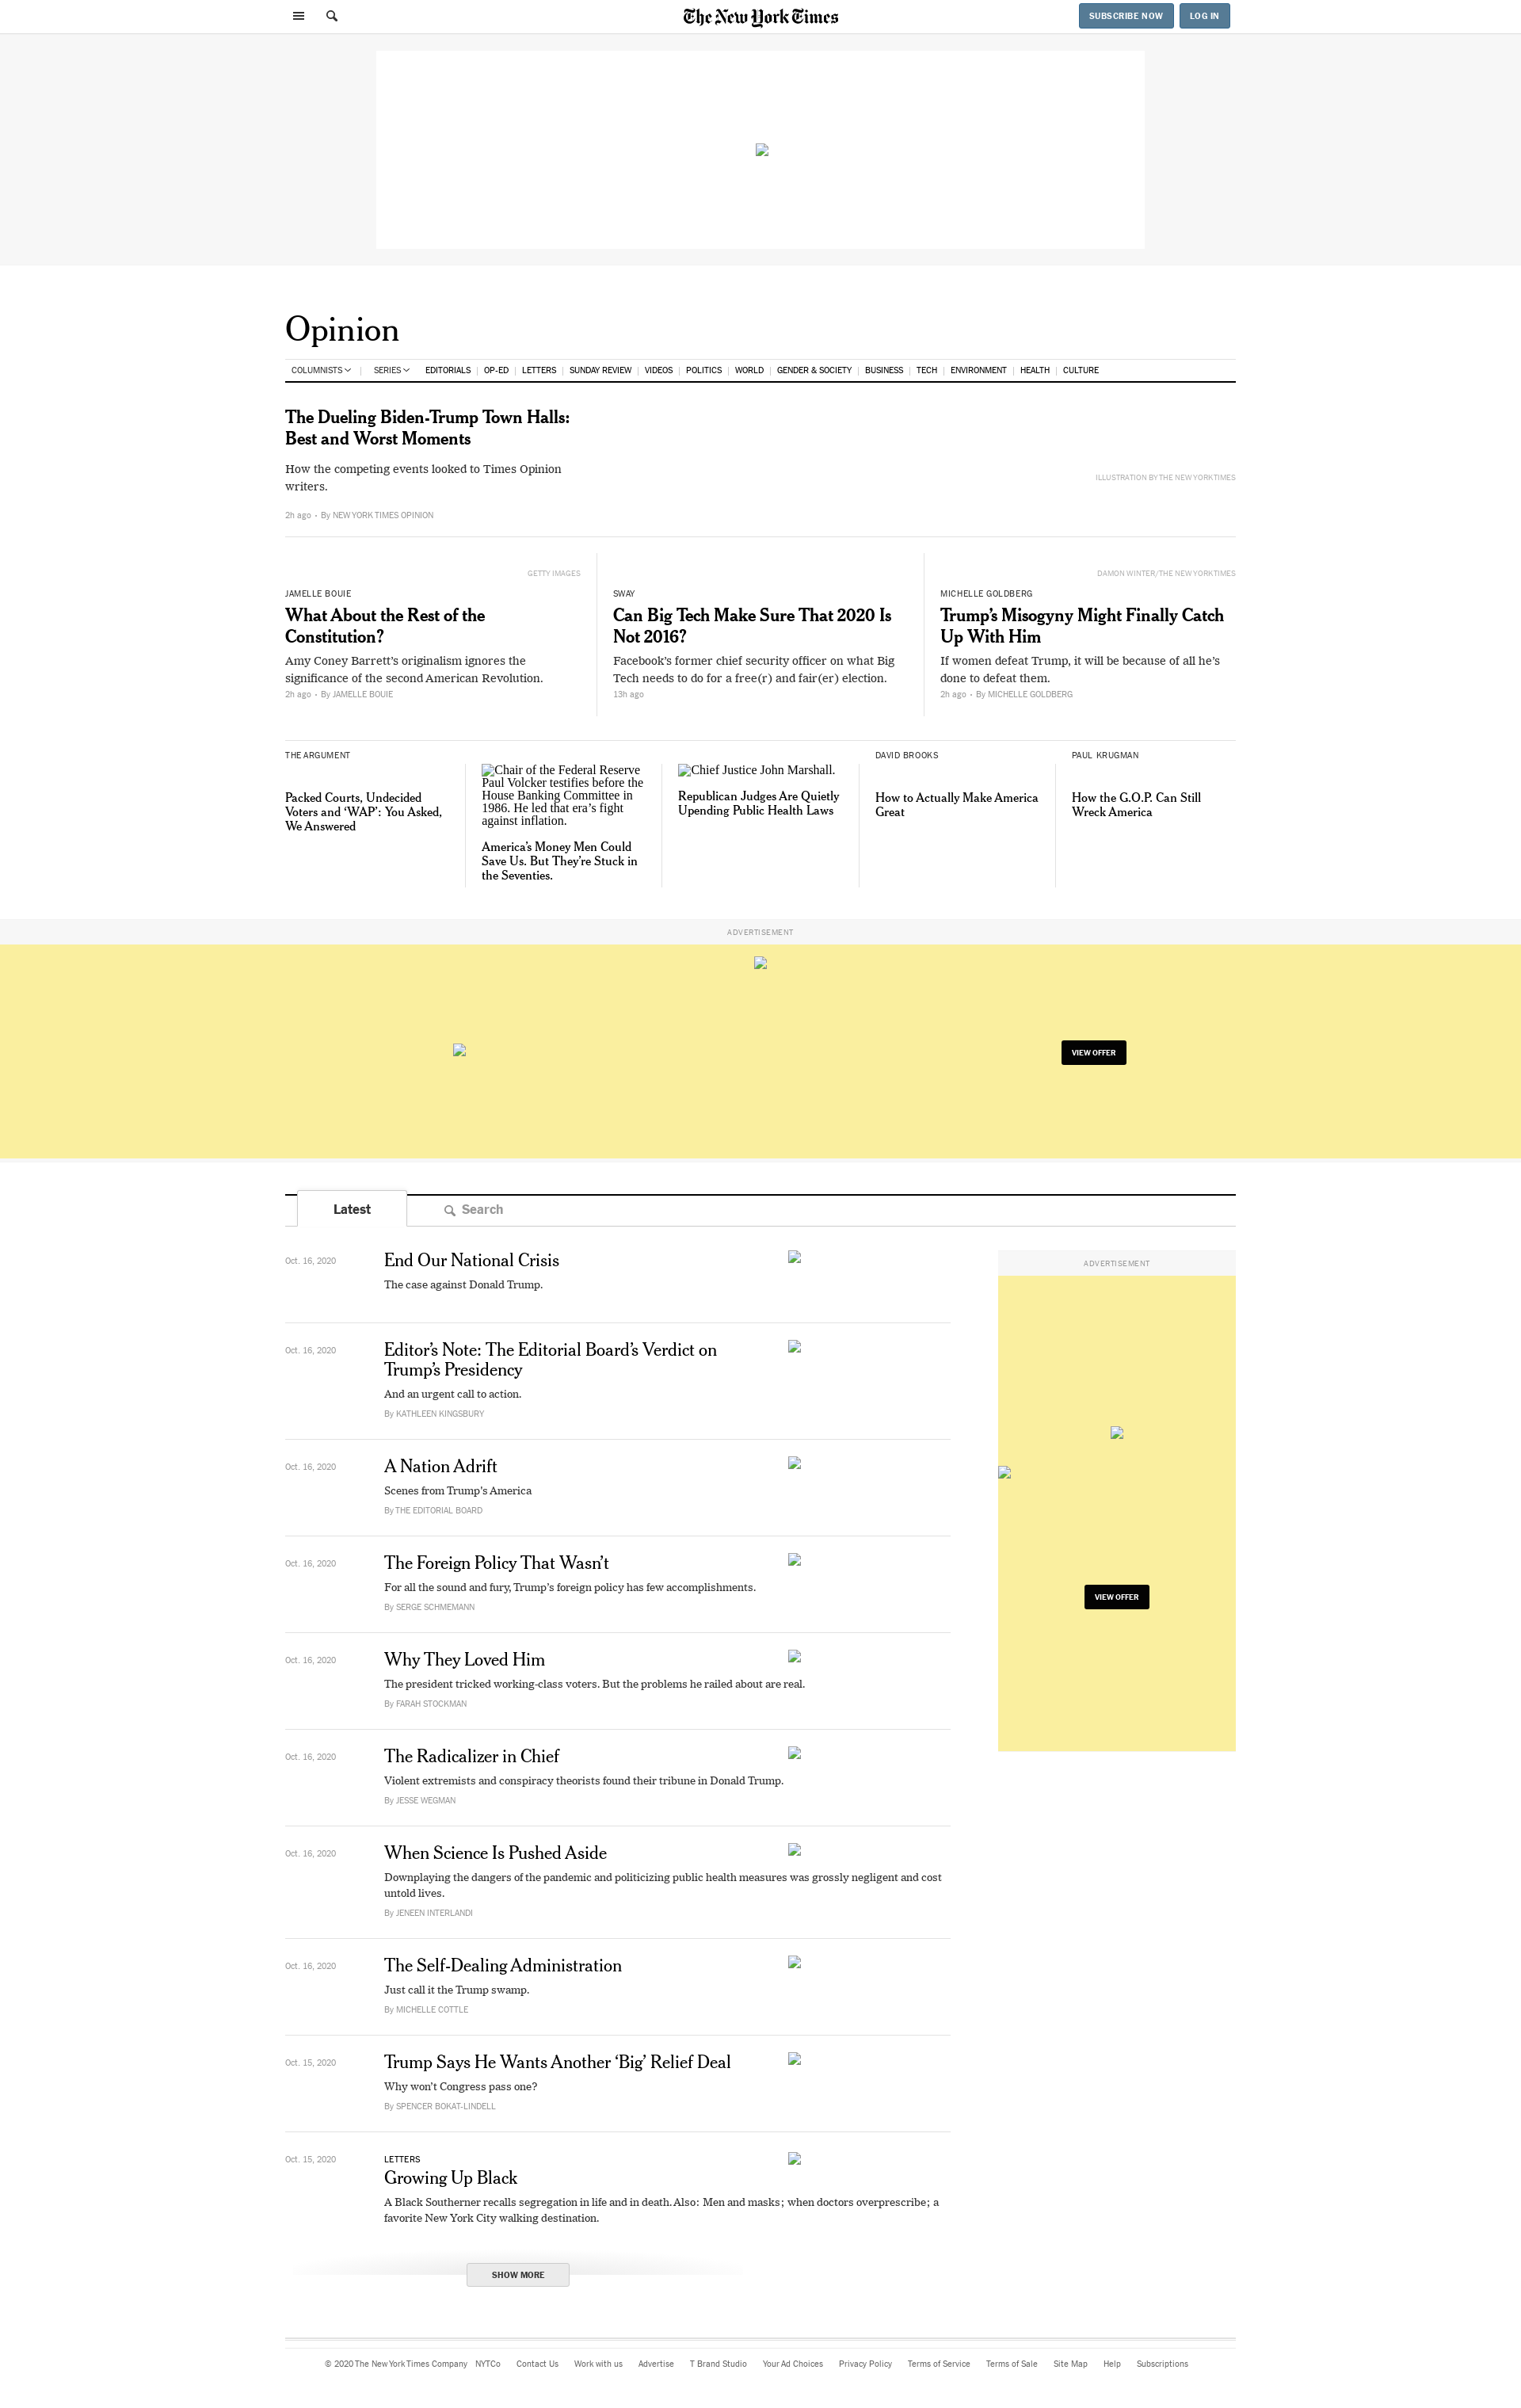 The New York Times
SUBSCRIBE NOW
LOG IN
Opinion
COLUMNISTS
SERIES
EDITORIALS
OP-ED
LETTERS
SUNDAY REVIEW
VIDEOS
POLITICS
WORLD
GENDER & SOCIETY
BUSINESS
TECH
ENVIRONMENT
HEALTH
CULTURE
The Dueling Biden-Trump Town Halls:
Best and Worst Moments
How the competing events looked to Times Opinion
writers.
2h ago • By NEW YORK TIMES OPINION
ILLUSTRATION BY THE NEW YORK TIMES
GETTY IMAGES
JAMELLE BOUIE
What About the Rest of the
Constitution?
Amy Coney Barrett’s originalism ignores the
significance of the second American Revolution.
2h ago • By JAMELLE BOUIE
SWAY
Can Big Tech Make Sure That 2020 Is
Not 2016?
Facebook’s former chief security officer on what Big
Tech needs to do for a free(r) and fair(er) election.
13h ago
DAMON WINTER/THE NEW YORK TIMES
MICHELLE GOLDBERG
Trump’s Misogyny Might Finally Catch
Up With Him
If women defeat Trump, it will be because of all he’s
done to defeat them.
2h ago • By MICHELLE GOLDBERG
THE ARGUMENT
Packed Courts, Undecided
Voters and ‘WAP’: You Asked,
We Answered
Chair of the Federal Reserve
Paul Volcker testifies before the
House Banking Committee in
1986. He led that era’s fight
against inflation.
America’s Money Men Could
Save Us. But They’re Stuck in
the Seventies.
Chief Justice John Marshall.
Republican Judges Are Quietly
Upending Public Health Laws
DAVID BROOKS
How to Actually Make America
Great
PAUL KRUGMAN
How the G.O.P. Can Still
Wreck America
ADVERTISEMENT
VIEW OFFER
Latest
Search
Oct. 16, 2020
End Our National Crisis
The case against Donald Trump.
Oct. 16, 2020
Editor’s Note: The Editorial Board’s Verdict on
Trump’s Presidency
And an urgent call to action.
By KATHLEEN KINGSBURY
Oct. 16, 2020
A Nation Adrift
Scenes from Trump’s America
By THE EDITORIAL BOARD
Oct. 16, 2020
The Foreign Policy That Wasn’t
For all the sound and fury, Trump’s foreign policy has few accomplishments.
By SERGE SCHMEMANN
Oct. 16, 2020
Why They Loved Him
The president tricked working-class voters. But the problems he railed about are real.
By FARAH STOCKMAN
Oct. 16, 2020
The Radicalizer in Chief
Violent extremists and conspiracy theorists found their tribune in Donald Trump.
By JESSE WEGMAN
Oct. 16, 2020
When Science Is Pushed Aside
Downplaying the dangers of the pandemic and politicizing public health measures was grossly negligent and cost
untold lives.
By JENEEN INTERLANDI
Oct. 16, 2020
The Self-Dealing Administration
Just call it the Trump swamp.
By MICHELLE COTTLE
Oct. 15, 2020
Trump Says He Wants Another ‘Big’ Relief Deal
Why won’t Congress pass one?
By SPENCER BOKAT-LINDELL
Oct. 15, 2020
LETTERS
Growing Up Black
A Black Southerner recalls segregation in life and in death. Also: Men and masks; when doctors overprescribe; a
favorite New York City walking destination.
SHOW MORE
ADVERTISEMENT
VIEW OFFER
© 2020 The New York Times Company
NYTCo
Contact Us
Work with us
Advertise
T Brand Studio
Your Ad Choices
Privacy Policy
Terms of Service
Terms of Sale
Site Map
Help
Subscriptions